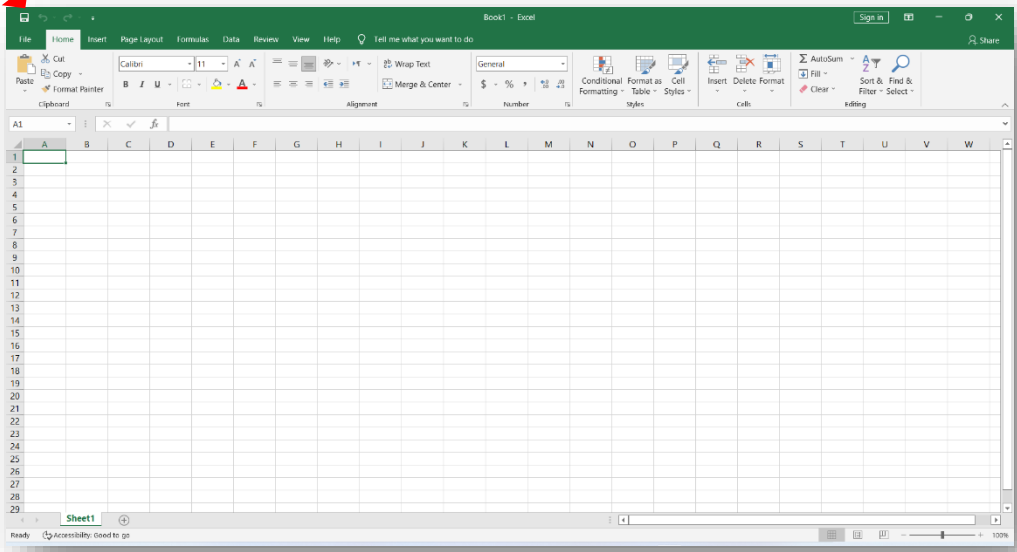 Book1 - Excel
Sign in
File Home Insert Page Layout Formulas Data Review View Help Tell me what you want to do
Share
Paste
Cut
Copy
Format Painter
Clipboard
Calibri 11 A A
B I U A
Font
Wrap Text
Merge & Center
Alignment
General
$ % ,
Number
Conditional Formatting
Format as Table
Cell Styles
Styles
Insert Delete Format
Cells
AutoSum
Fill
Clear
Sort & Filter
Find & Select
Editing
A1 fx
A B C D E F G H I J K L M N O P Q R S T U V W
1
2
3
4
5
6
7
8
9
10
11
12
13
14
15
16
17
18
19
20
21
22
23
24
25
26
27
28
29
Sheet1
Ready Accessibility: Good to go
100%